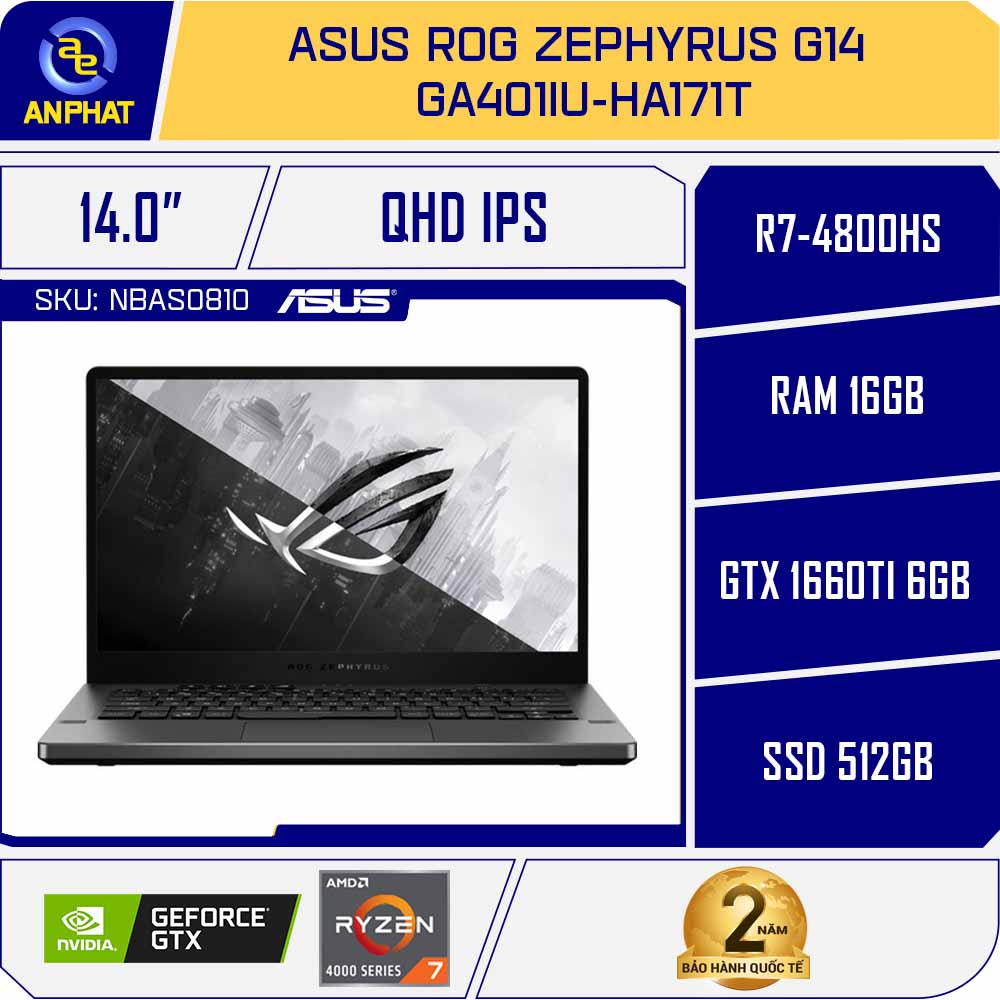 ae
ANPHAT
ASUS ROG ZEPHYRUS G14
GA401IU-HA171T
14.0”
QHD IPS
SKU: NBAS0810
ASUS®
R7-4800HS
RAM 16GB
GTX 1660TI 6GB
SSD 512GB
ROG ZEPHYRUS
NVIDIA.
GEFORCE®
GTX
AMD
RYZEN
4000 SERIES
7
2
NĂM
BẢO HÀNH QUỐC TẾ